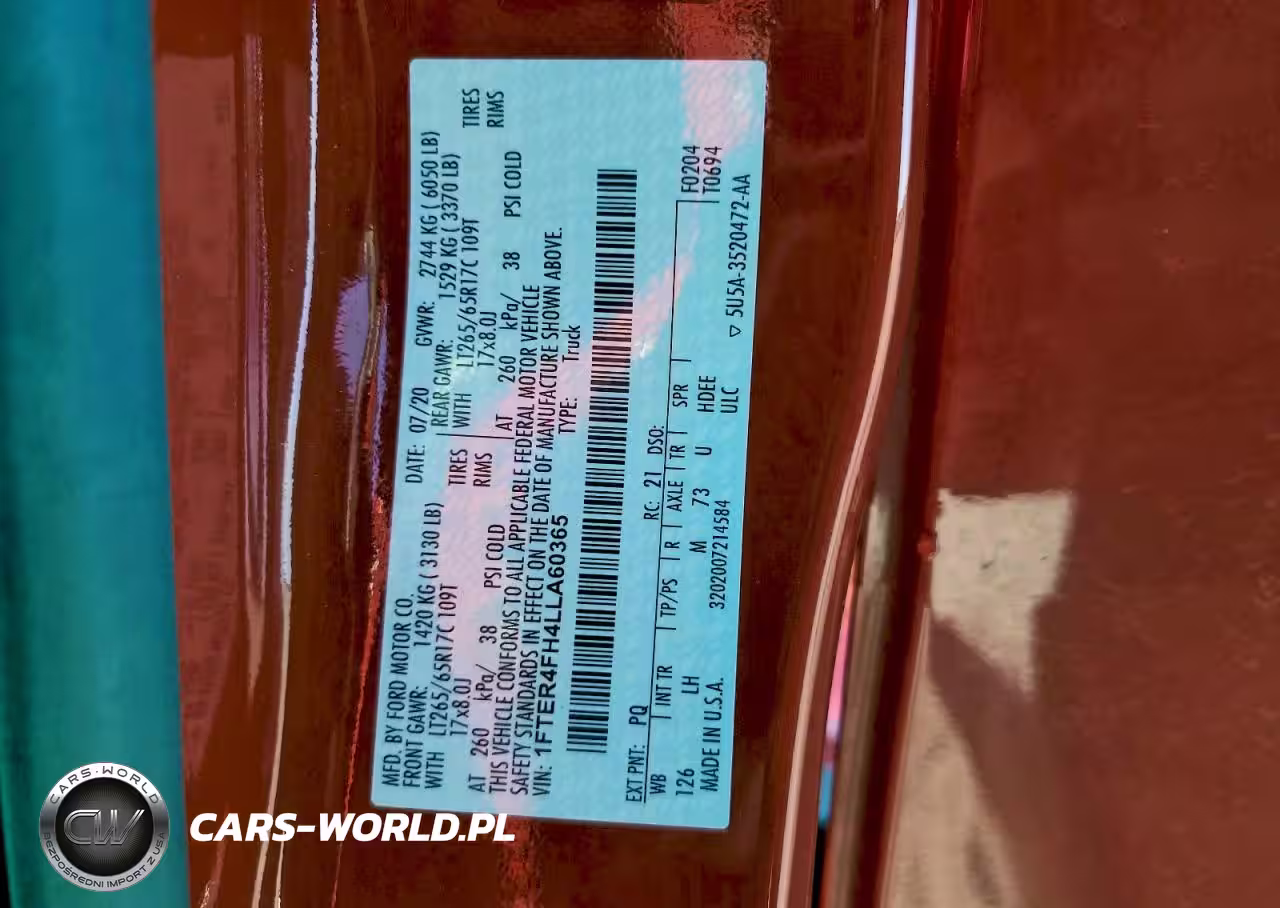 MFD. BY FORD MOTOR CO. DATE: 07/20 GVWR: 2744 KG ( 6050 LB)
FRONT GAWR: 1420 KG ( 3130 LB) REAR GAWR: 1529 KG ( 3370 LB)
WITH LT265/65R17C 109T TIRES WITH LT265/65R17C 109T TIRES
17x8.0J RIMS 17x8.0J RIMS
AT 260 kPa/ 38 PSI COLD AT 260 kPa/ 38 PSI COLD
THIS VEHICLE CONFORMS TO ALL APPLICABLE FEDERAL MOTOR VEHICLE
SAFETY STANDARDS IN EFFECT ON THE DATE OF MANUFACTURE SHOWN ABOVE.
VIN: 1FTER4FH4LLA60365 TYPE: Truck
EXT PNT: PQ RC: 21 DSO: F0204
WB INT TR TP/PS R AXLE TR SPR T0694
126 LH M 73 U HDEE
MADE IN U.S.A. 3202007214584 ULC
▽ 5U5A-3520472-AA
CARS-WORLD
CW
BEZPOŚREDNI IMPORT Z USA
CARS-WORLD.PL